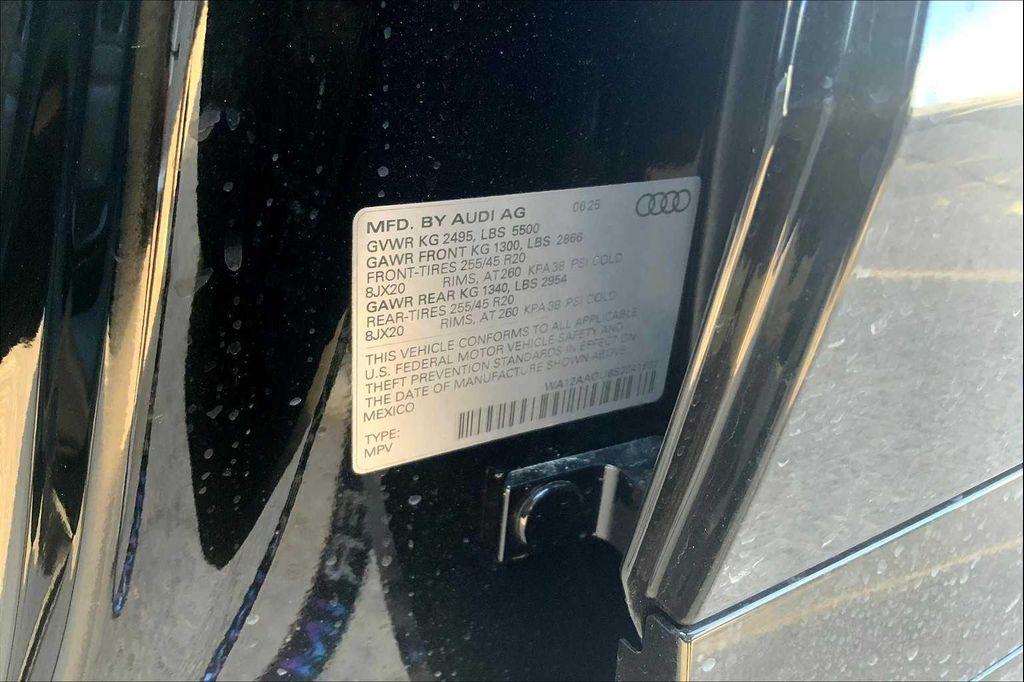 MFD. BY AUDI AG 06 25
GVWR KG 2495, LBS 5500
GAWR FRONT KG 1300, LBS 2866
FRONT-TIRES 255/45 R20
8JX20 RIMS, AT 260 KPA 38 PSI COLD
GAWR REAR KG 1340, LBS 2954
REAR-TIRES 255/45 R20
8JX20 RIMS, AT 260 KPA 38 PSI COLD
THIS VEHICLE CONFORMS TO ALL APPLICABLE
U.S. FEDERAL MOTOR VEHICLE SAFETY AND
THEFT PREVENTION STANDARDS IN EFFECT ON
THE DATE OF MANUFACTURE SHOWN ABOVE.
MEXICO
TYPE:
MPV